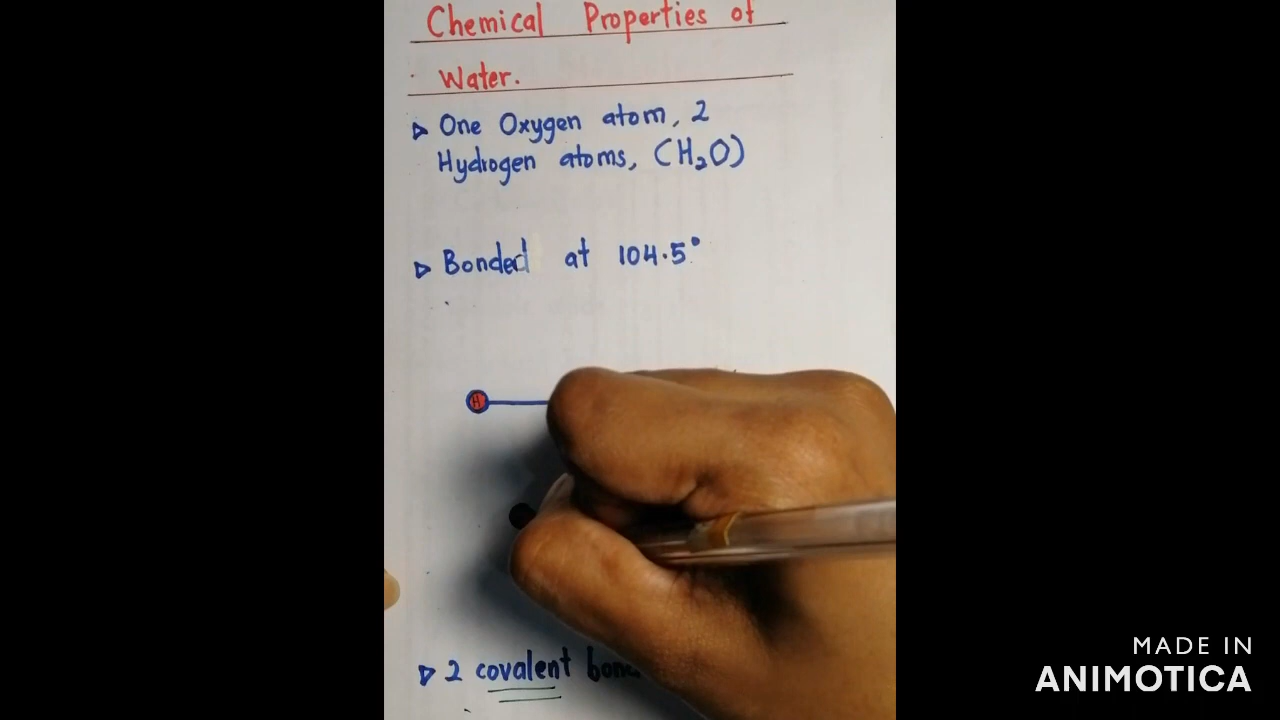 Chemical Properties of
Water.
▷ One Oxygen atom, 2
Hydrogen atoms, (H₂O)
▷ Bonded at 104.5°
H
▷ 2 covalent
MADE IN
ANIMOTICA